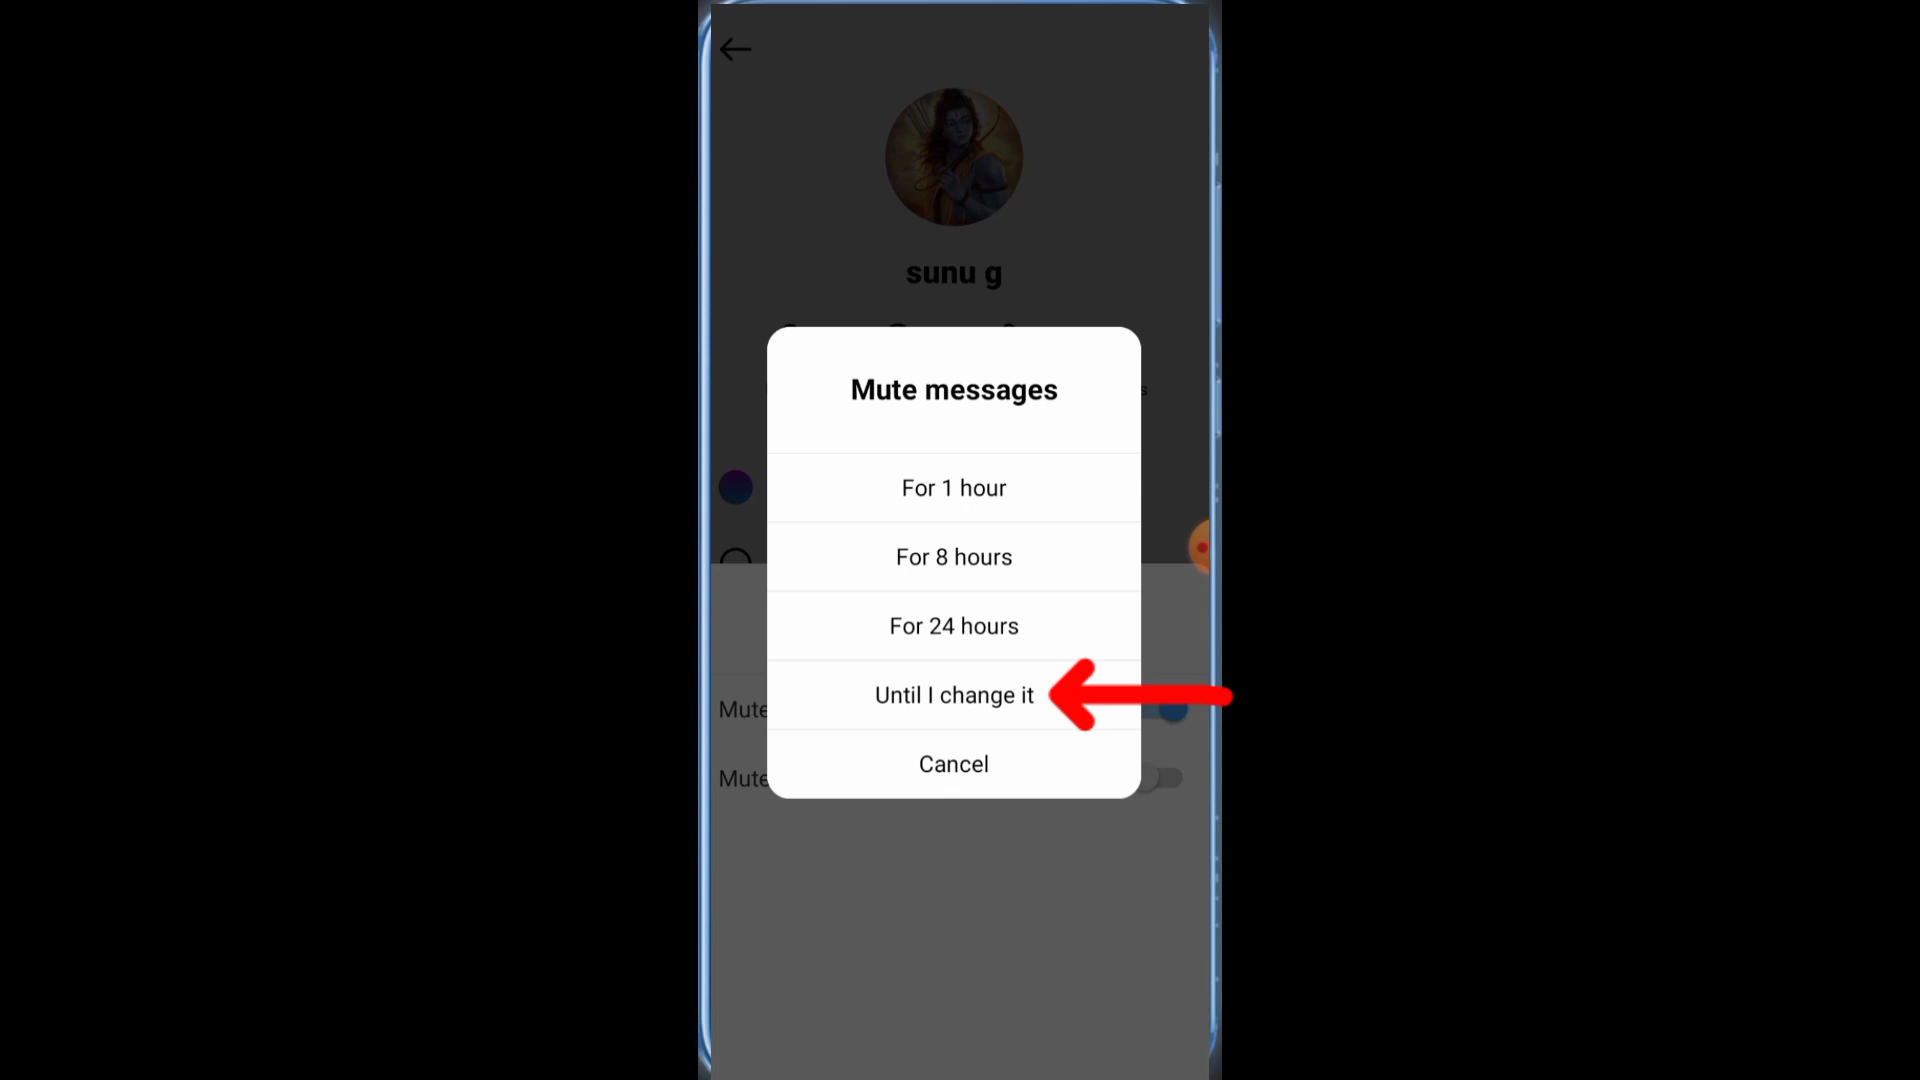 sunu g
Mute messages
For 1 hour
For 8 hours
For 24 hours
Until I change it
Mute
Mute
Cancel